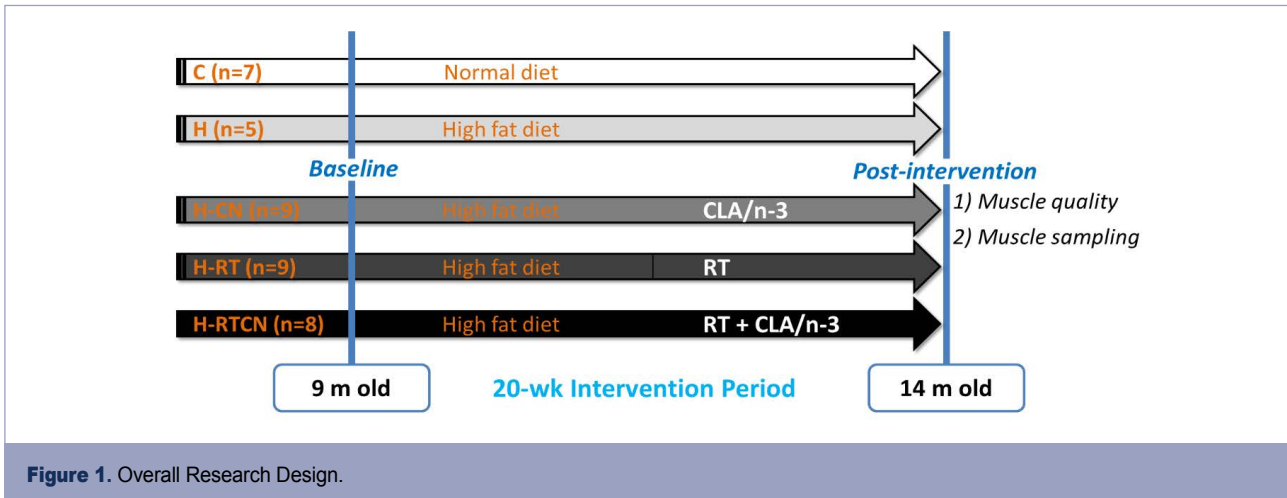 C (n=7) Normal diet
H (n=5) High fat diet
Baseline Post-intervention
H-CN (n=9) High fat diet CLA/n-3 1) Muscle quality
2) Muscle sampling
H-RT (n=9) High fat diet RT
H-RTCN (n=8) High fat diet RT + CLA/n-3
9 m old 20-wk Intervention Period 14 m old
Figure 1. Overall Research Design.